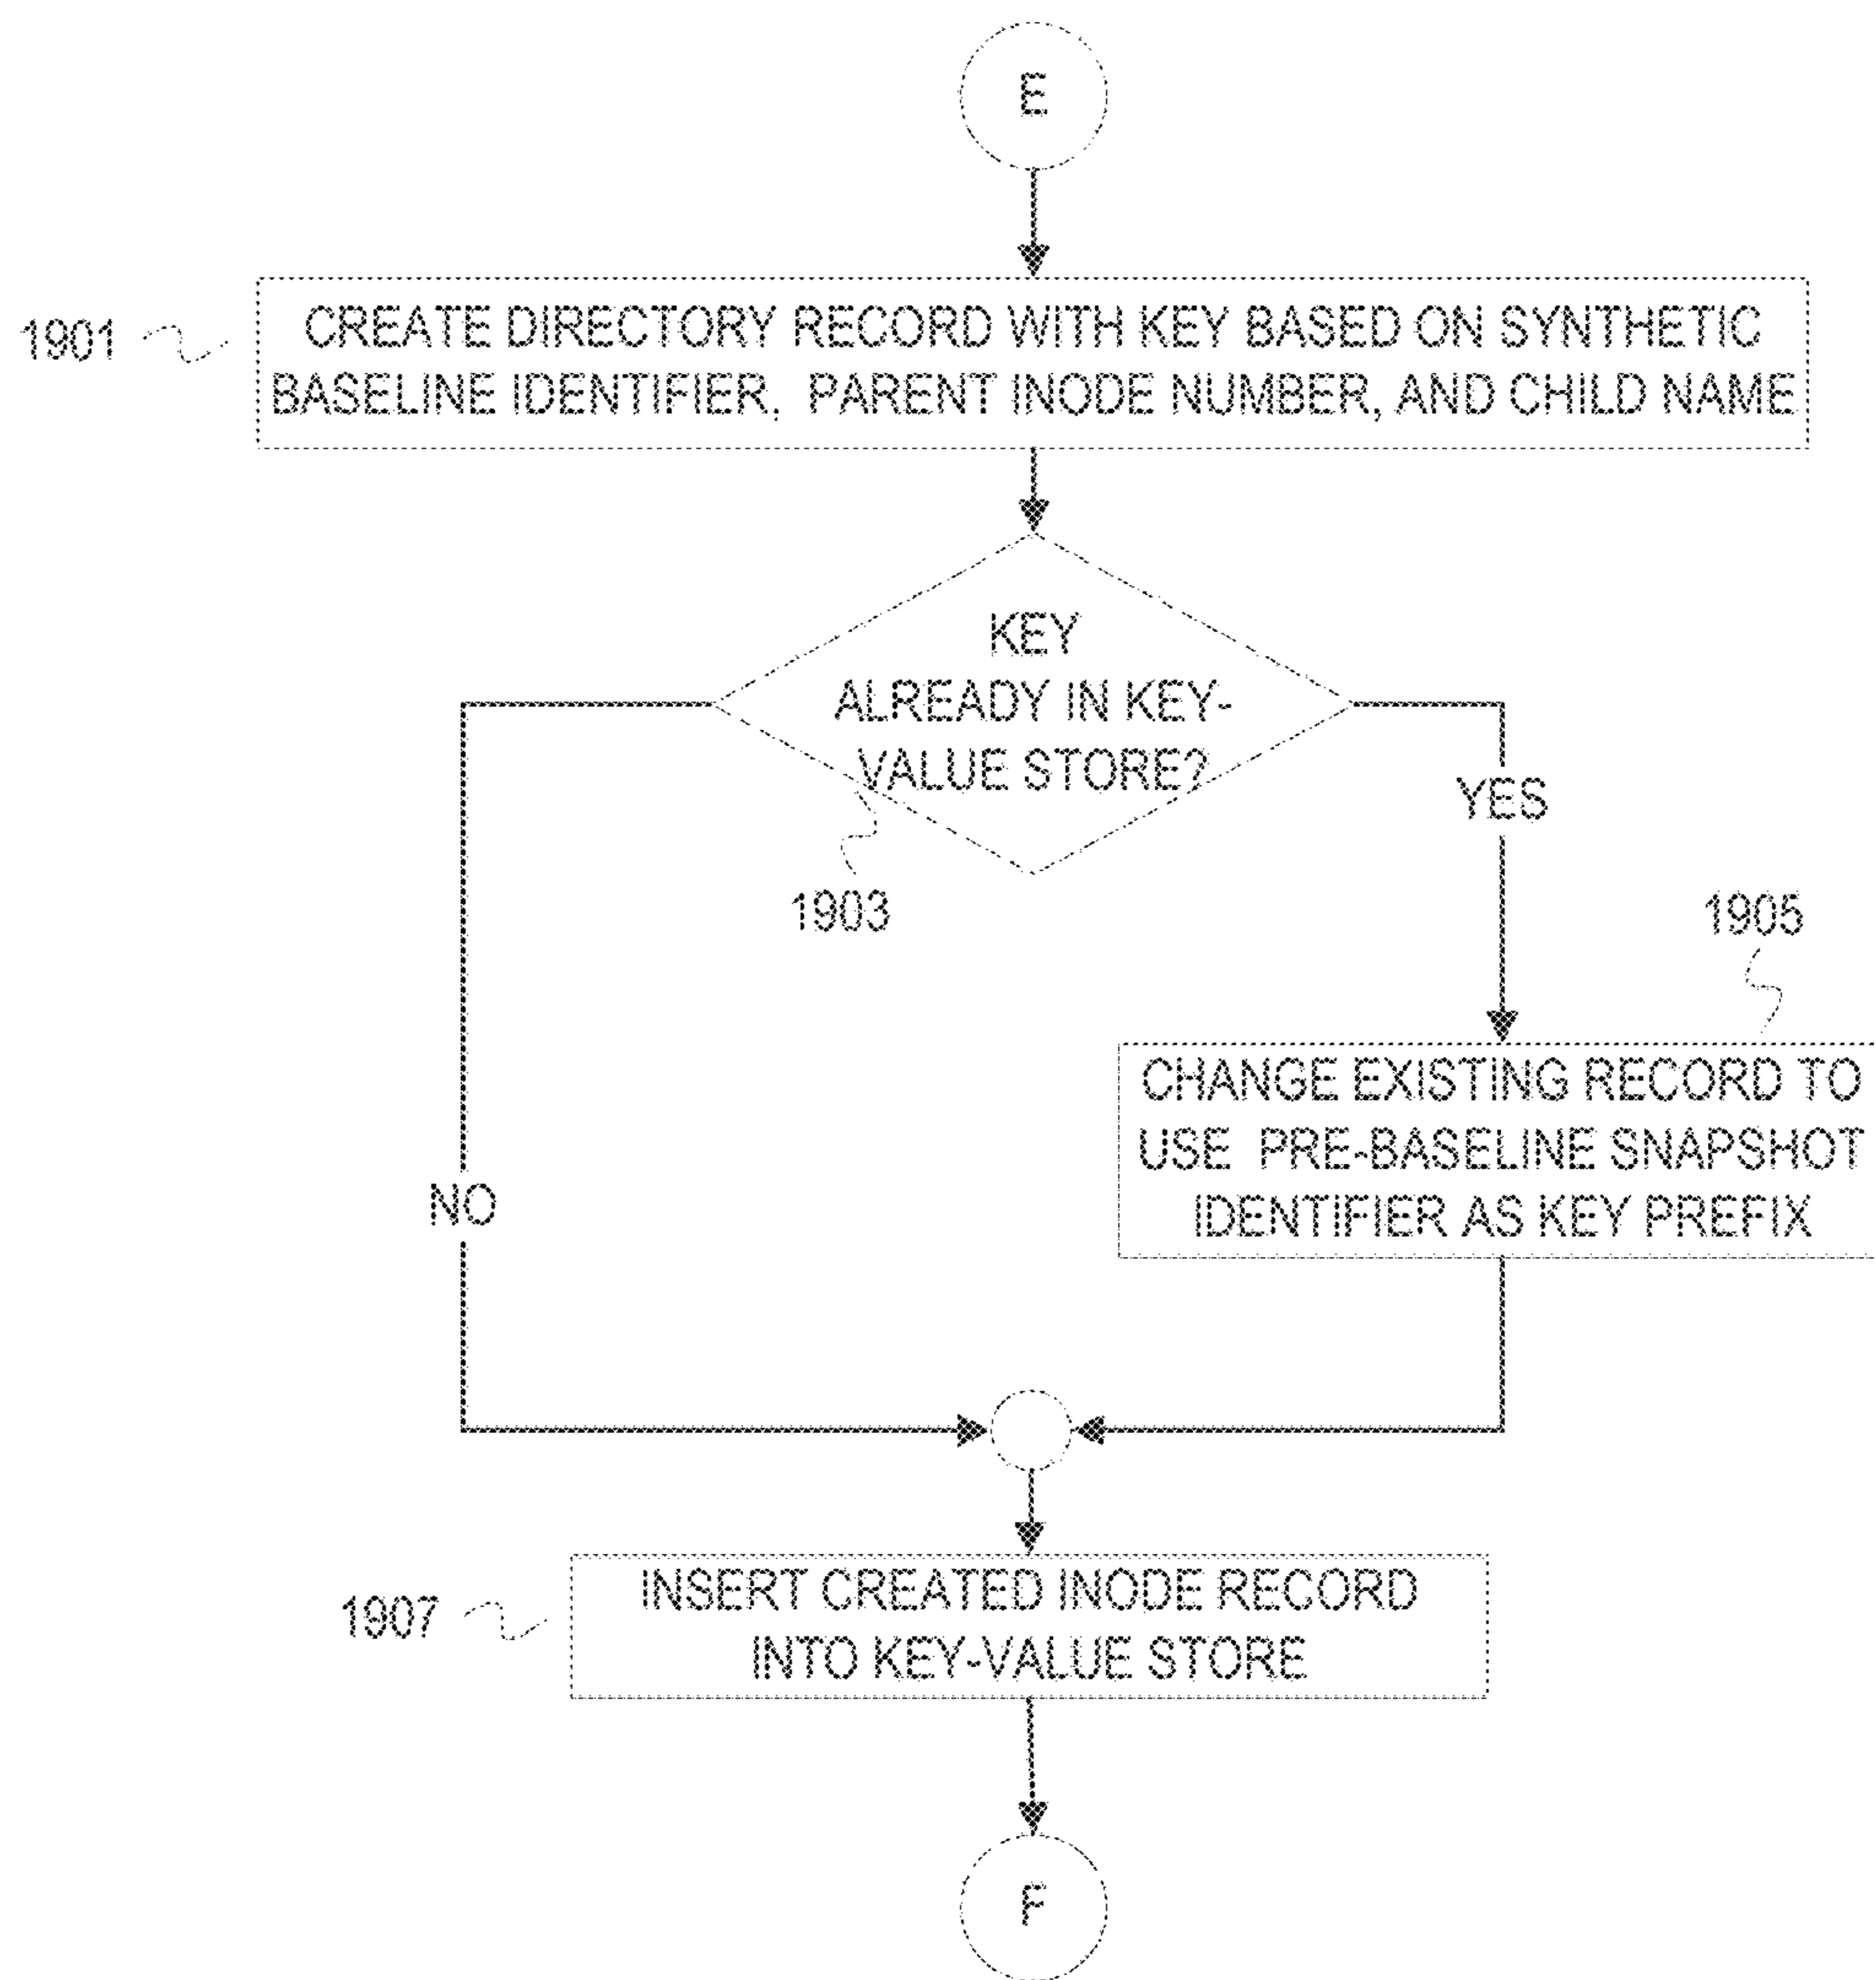 E
1901
CREATE DIRECTORY RECORD WITH KEY BASED ON SYNTHETIC
BASELINE IDENTIFIER, PARENT INODE NUMBER, AND CHILD NAME
KEY
ALREADY IN KEY-
VALUE STORE?
YES
1903
1905
CHANGE EXISTING RECORD TO
USE PRE-BASELINE SNAPSHOT
IDENTIFIER AS KEY PREFIX
NO
1907
INSERT CREATED INODE RECORD
INTO KEY-VALUE STORE
F